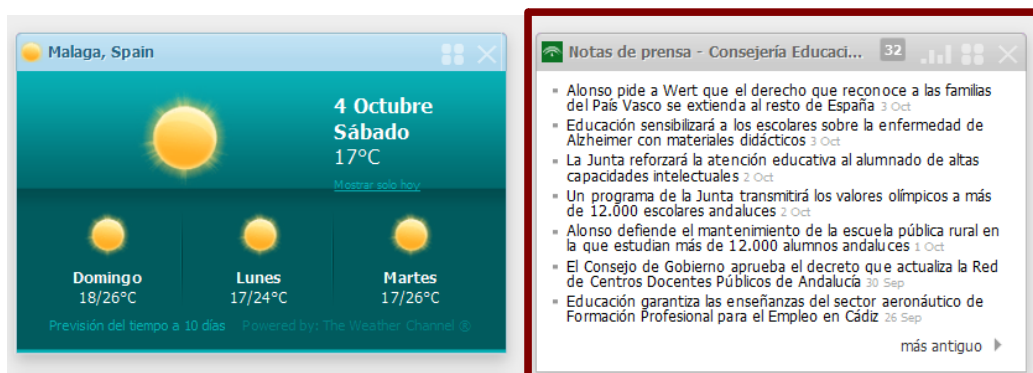 Malaga, Spain
4 Octubre
Sábado
17°C
Mostrar solo hoy
Domingo
18/26°C
Lunes
17/24°C
Martes
17/26°C
Previsión del tiempo a 10 días Powered by: The Weather Channel ®
Notas de prensa - Consejería Educaci... 32
Alonso pide a Wert que el derecho que reconoce a las familias
del País Vasco se extienda al resto de España 3 Oct
Educación sensibilizará a los escolares sobre la enfermedad de
Alzheimer con materiales didácticos 3 Oct
La Junta reforzará la atención educativa al alumnado de altas
capacidades intelectuales 2 Oct
Un programa de la Junta transmitirá los valores olímpicos a más
de 12.000 escolares andaluces 2 Oct
Alonso defiende el mantenimiento de la escuela pública rural en
la que estudian más de 12.000 alumnos andaluces 1 Oct
El Consejo de Gobierno aprueba el decreto que actualiza la Red
de Centros Docentes Públicos de Andalucía 30 Sep
Educación garantiza las enseñanzas del sector aeronáutico de
Formación Profesional para el Empleo en Cádiz 26 Sep
más antiguo